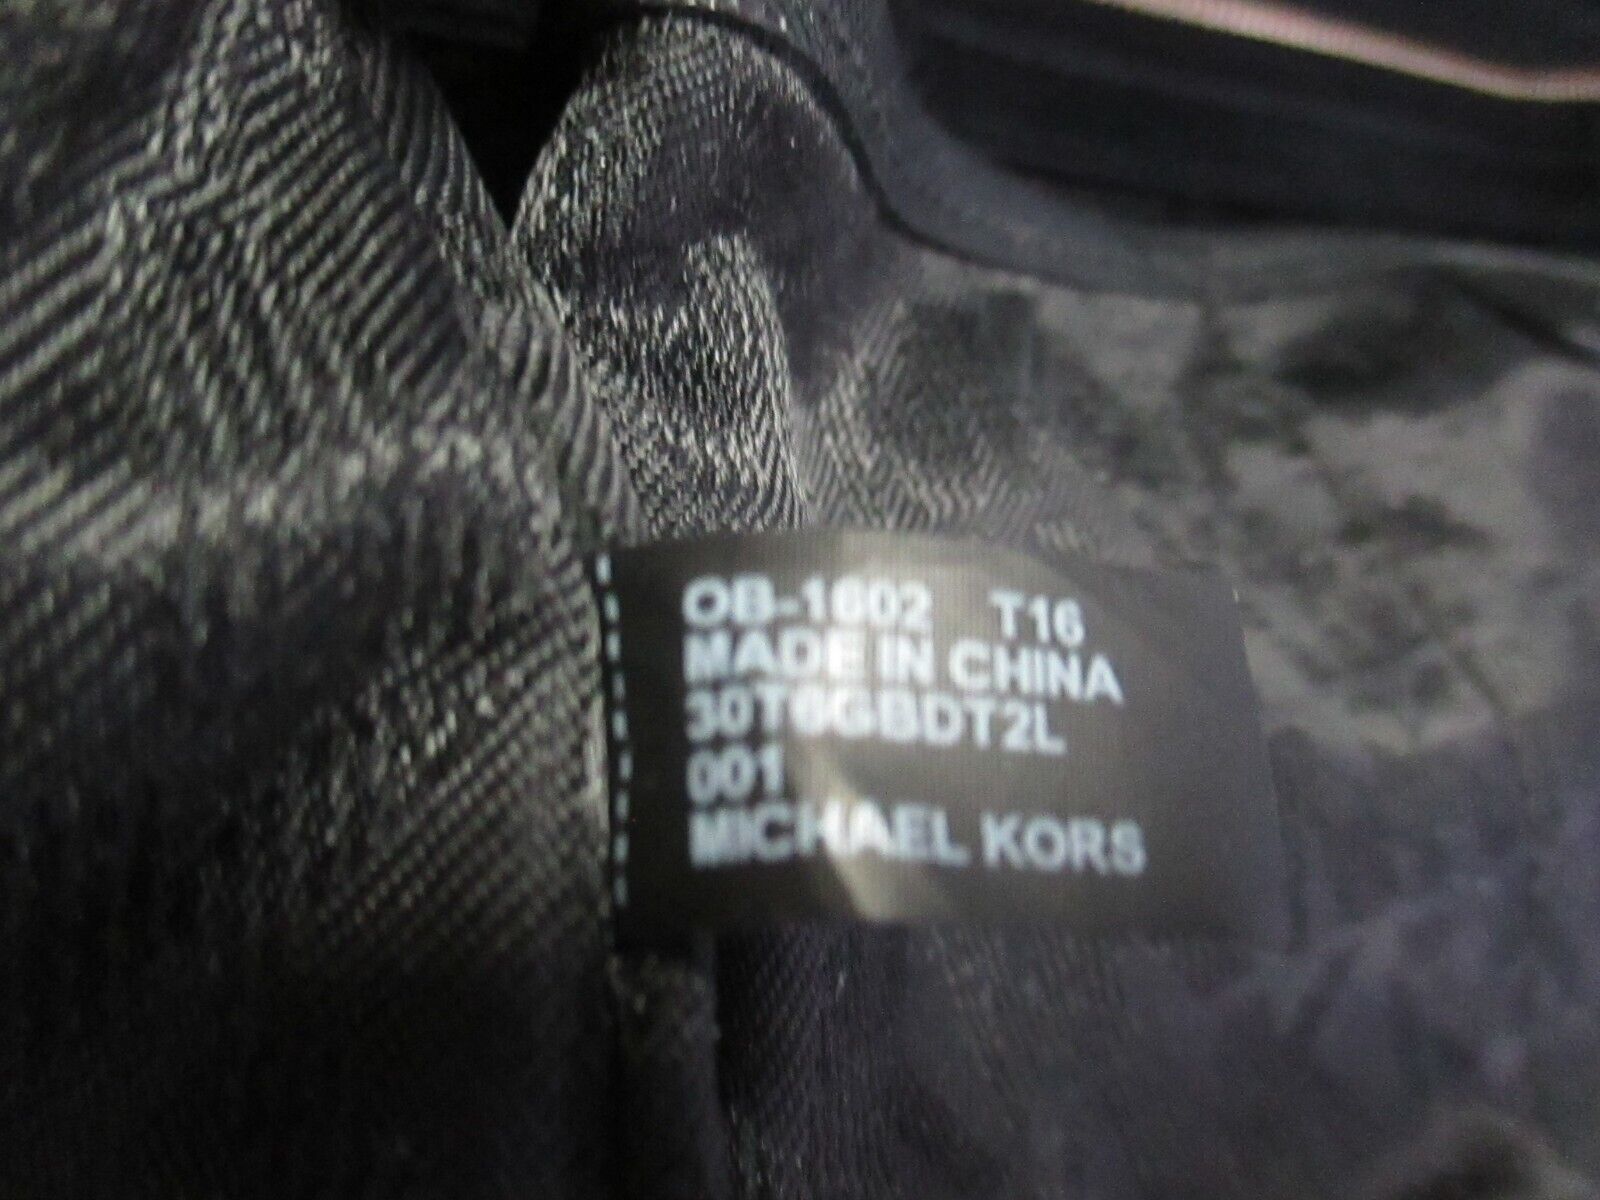 OB-1602 T16
MADE IN CHINA
30T6GBDT2L
001
MICHAEL KORS